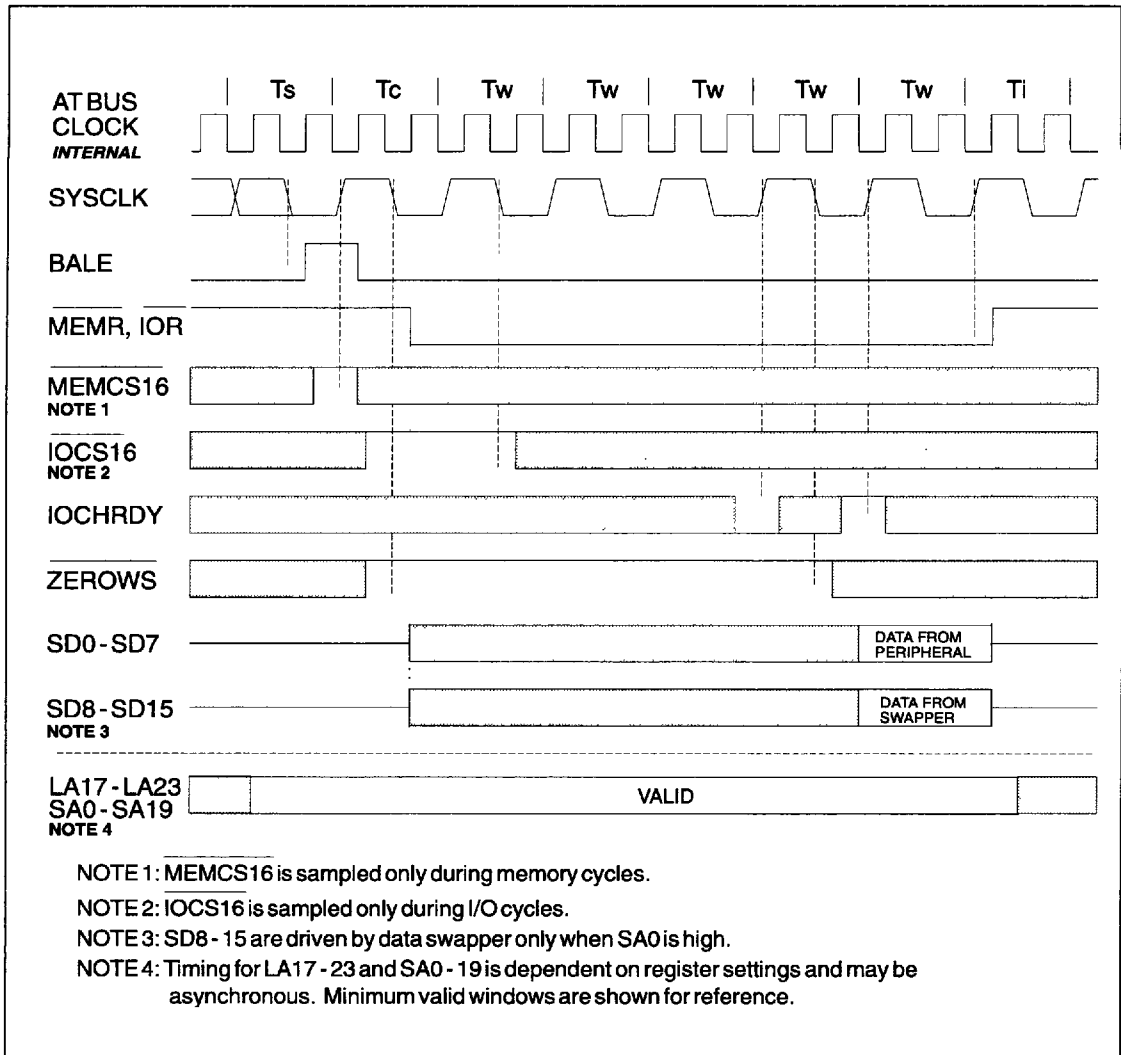 Ts Tc Tw Tw Tw Tw Tw Ti
AT BUS
CLOCK
INTERNAL
SYSCLK
BALE
MEMR, IOR
MEMCS16
NOTE 1
IOCS16
NOTE 2
IOCHRDY
ZEROWS
SD0-SD7
DATA FROM
PERIPHERAL
SD8-SD15
NOTE 3
DATA FROM
SWAPPER
LA17-LA23
SA0-SA19
NOTE 4
VALID
NOTE 1: MEMCS16 is sampled only during memory cycles.
NOTE 2: IOCS16 is sampled only during I/O cycles.
NOTE 3: SD8-15 are driven by data swapper only when SA0 is high.
NOTE 4: Timing for LA17-23 and SA0-19 is dependent on register settings and may be
asynchronous. Minimum valid windows are shown for reference.